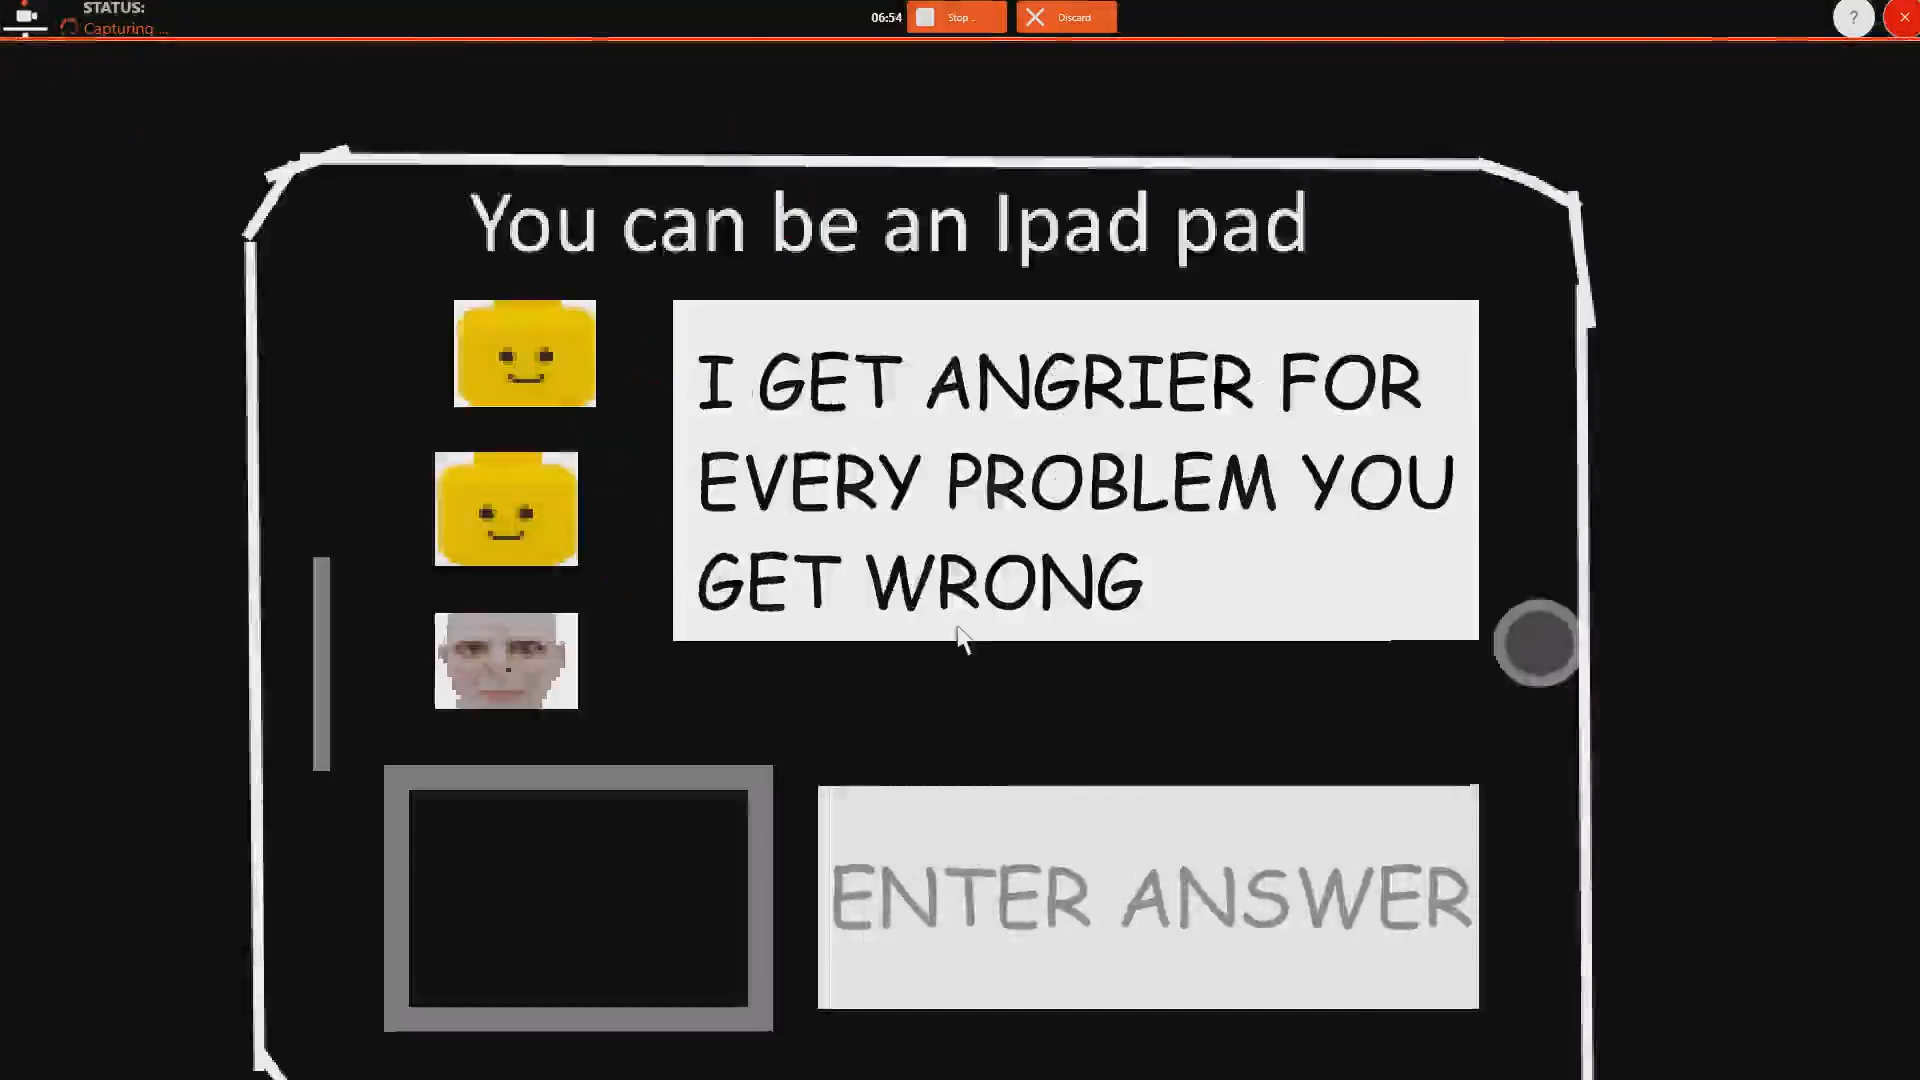 STATUS:
Capturing ...
06:54
Stop ..
Discard
?
You can be an Ipad pad
I GET ANGRIER FOR
EVERY PROBLEM YOU
GET WRONG
ENTER ANSWER